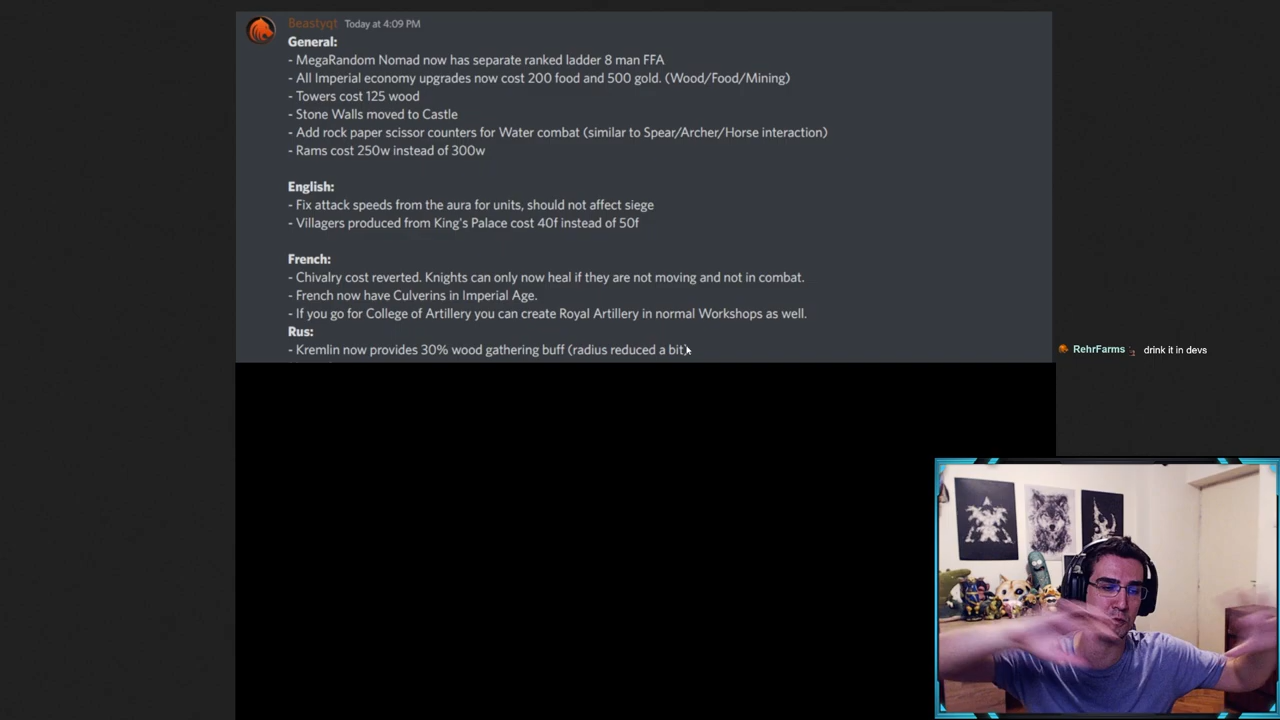 Beastyqt Today at 4:09 PM
General:
- MegaRandom Nomad now has separate ranked ladder 8 man FFA
- All Imperial economy upgrades now cost 200 food and 500 gold. (Wood/Food/Mining)
- Towers cost 125 wood
- Stone Walls moved to Castle
- Add rock paper scissor counters for Water combat (similar to Spear/Archer/Horse interaction)
- Rams cost 250w instead of 300w
English:
- Fix attack speeds from the aura for units, should not affect siege
- Villagers produced from King's Palace cost 40f instead of 50f
French:
- Chivalry cost reverted. Knights can only now heal if they are not moving and not in combat.
- French now have Culverins in Imperial Age.
- If you go for College of Artillery you can create Royal Artillery in normal Workshops as well.
Rus:
- Kremlin now provides 30% wood gathering buff (radius reduced a bit)
RehrFarms drink it in devs